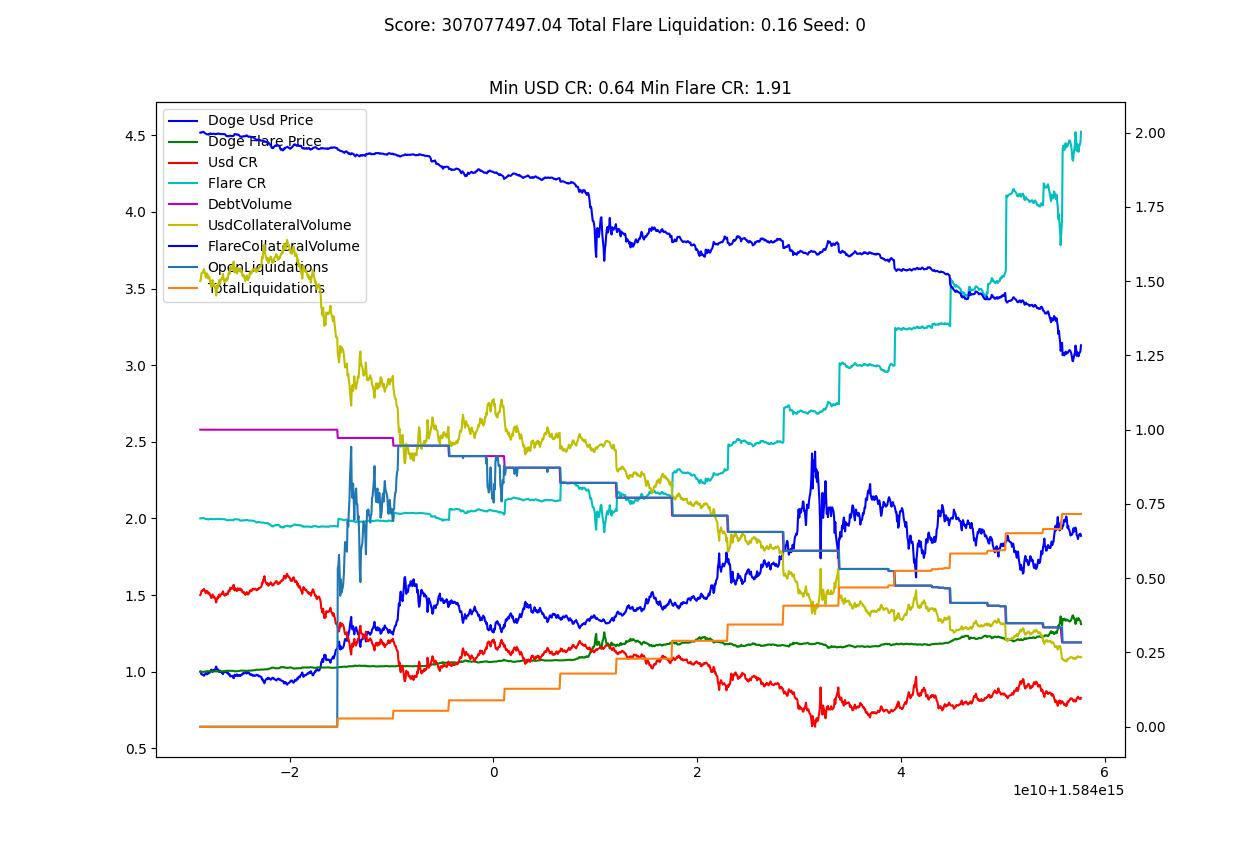 Score: 307077497.04 Total Flare Liquidation: 0.16 Seed: 0
Min USD CR: 0.64 Min Flare CR: 1.91
Doge Usd Price
Doge Flare Price
Usd CR
Flare CR
DebtVolume
UsdCollateralVolume
FlareCollateralVolume
OpenLiquidations
TotalLiquidations
4.5
4.0
3.5
3.0
2.5
2.0
1.5
1.0
0.5
2.00
1.75
1.50
1.25
1.00
0.75
0.50
0.25
0.00
−2
0
2
4
6
1e10+1.584e15